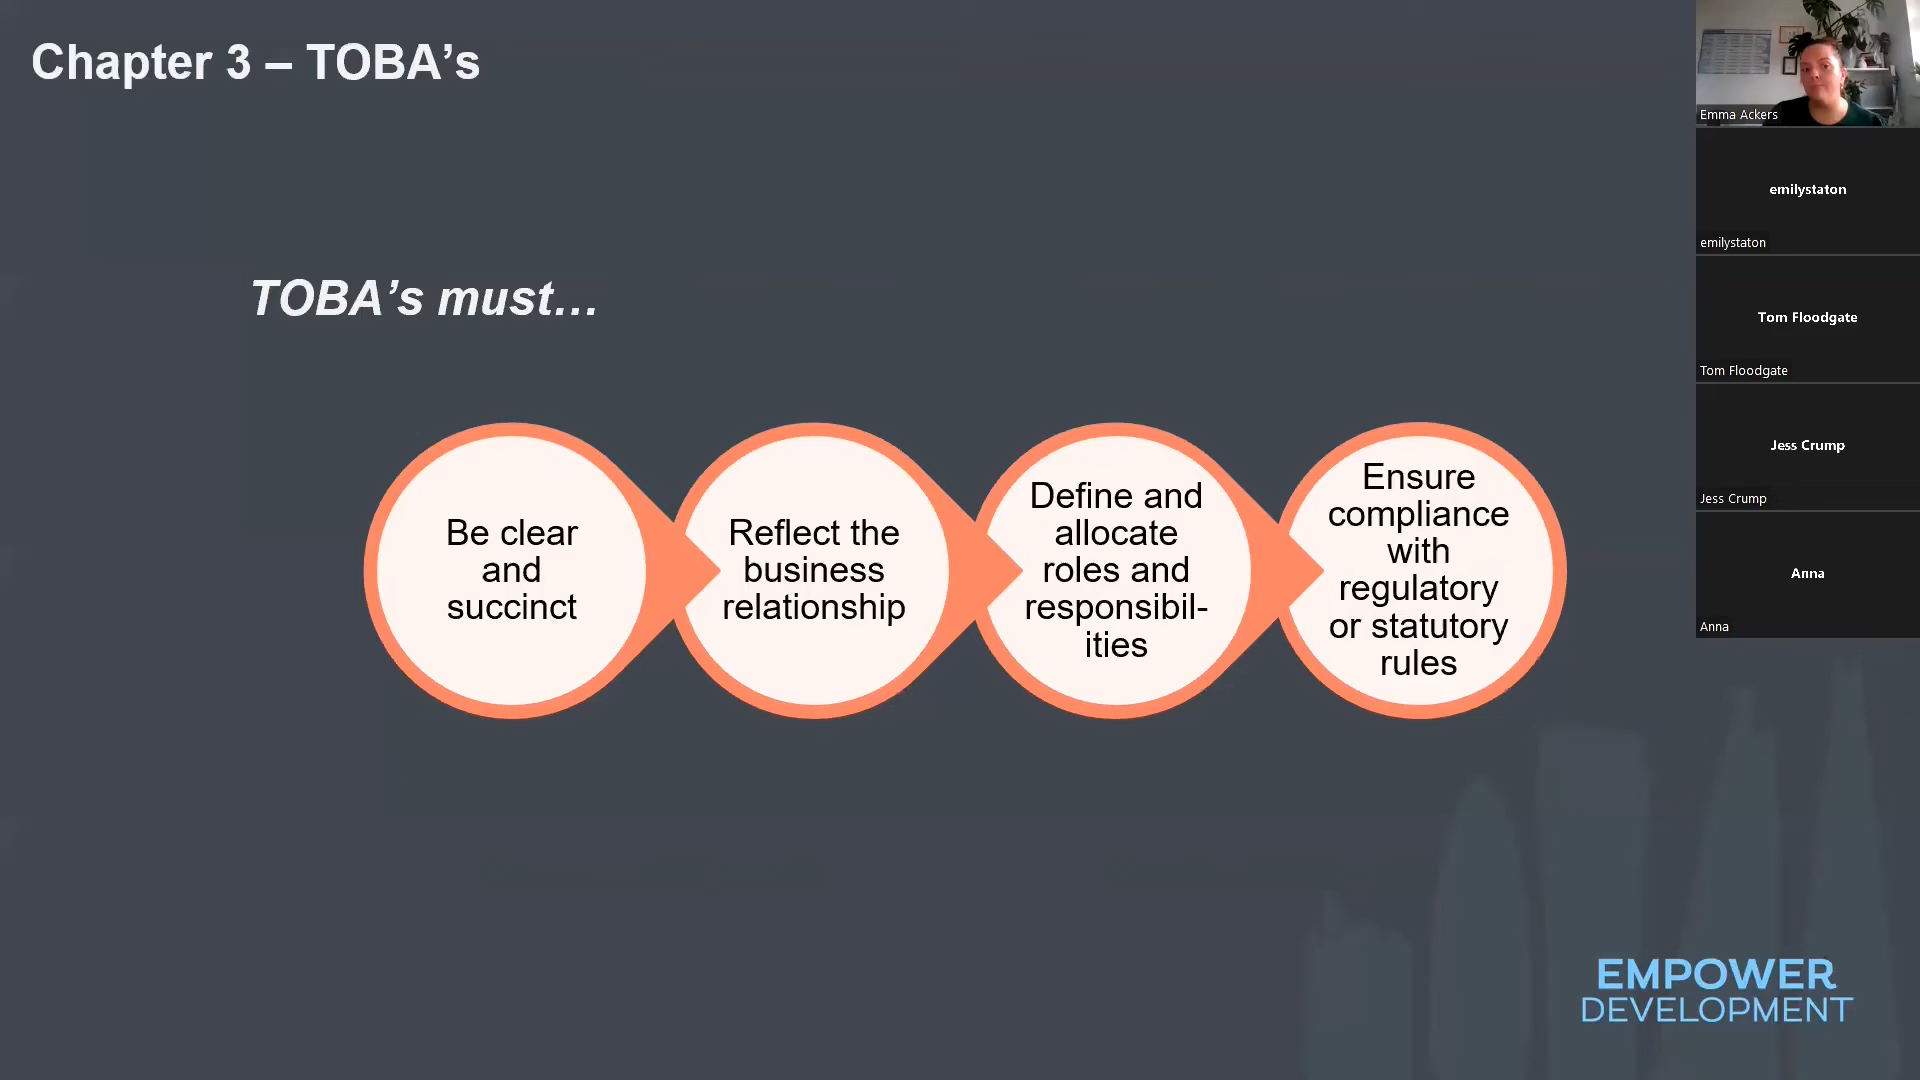 Chapter 3 – TOBA’s
TOBA’s must…
Be clear
and
succinct
Reflect the
business
relationship
Define and
allocate
roles and
responsibil-
ities
Ensure
compliance
with
regulatory
or statutory
rules
EMPOWER
DEVELOPMENT
Emma Ackers
emilystaton
emilystaton
Tom Floodgate
Tom Floodgate
Jess Crump
Jess Crump
Anna
Anna